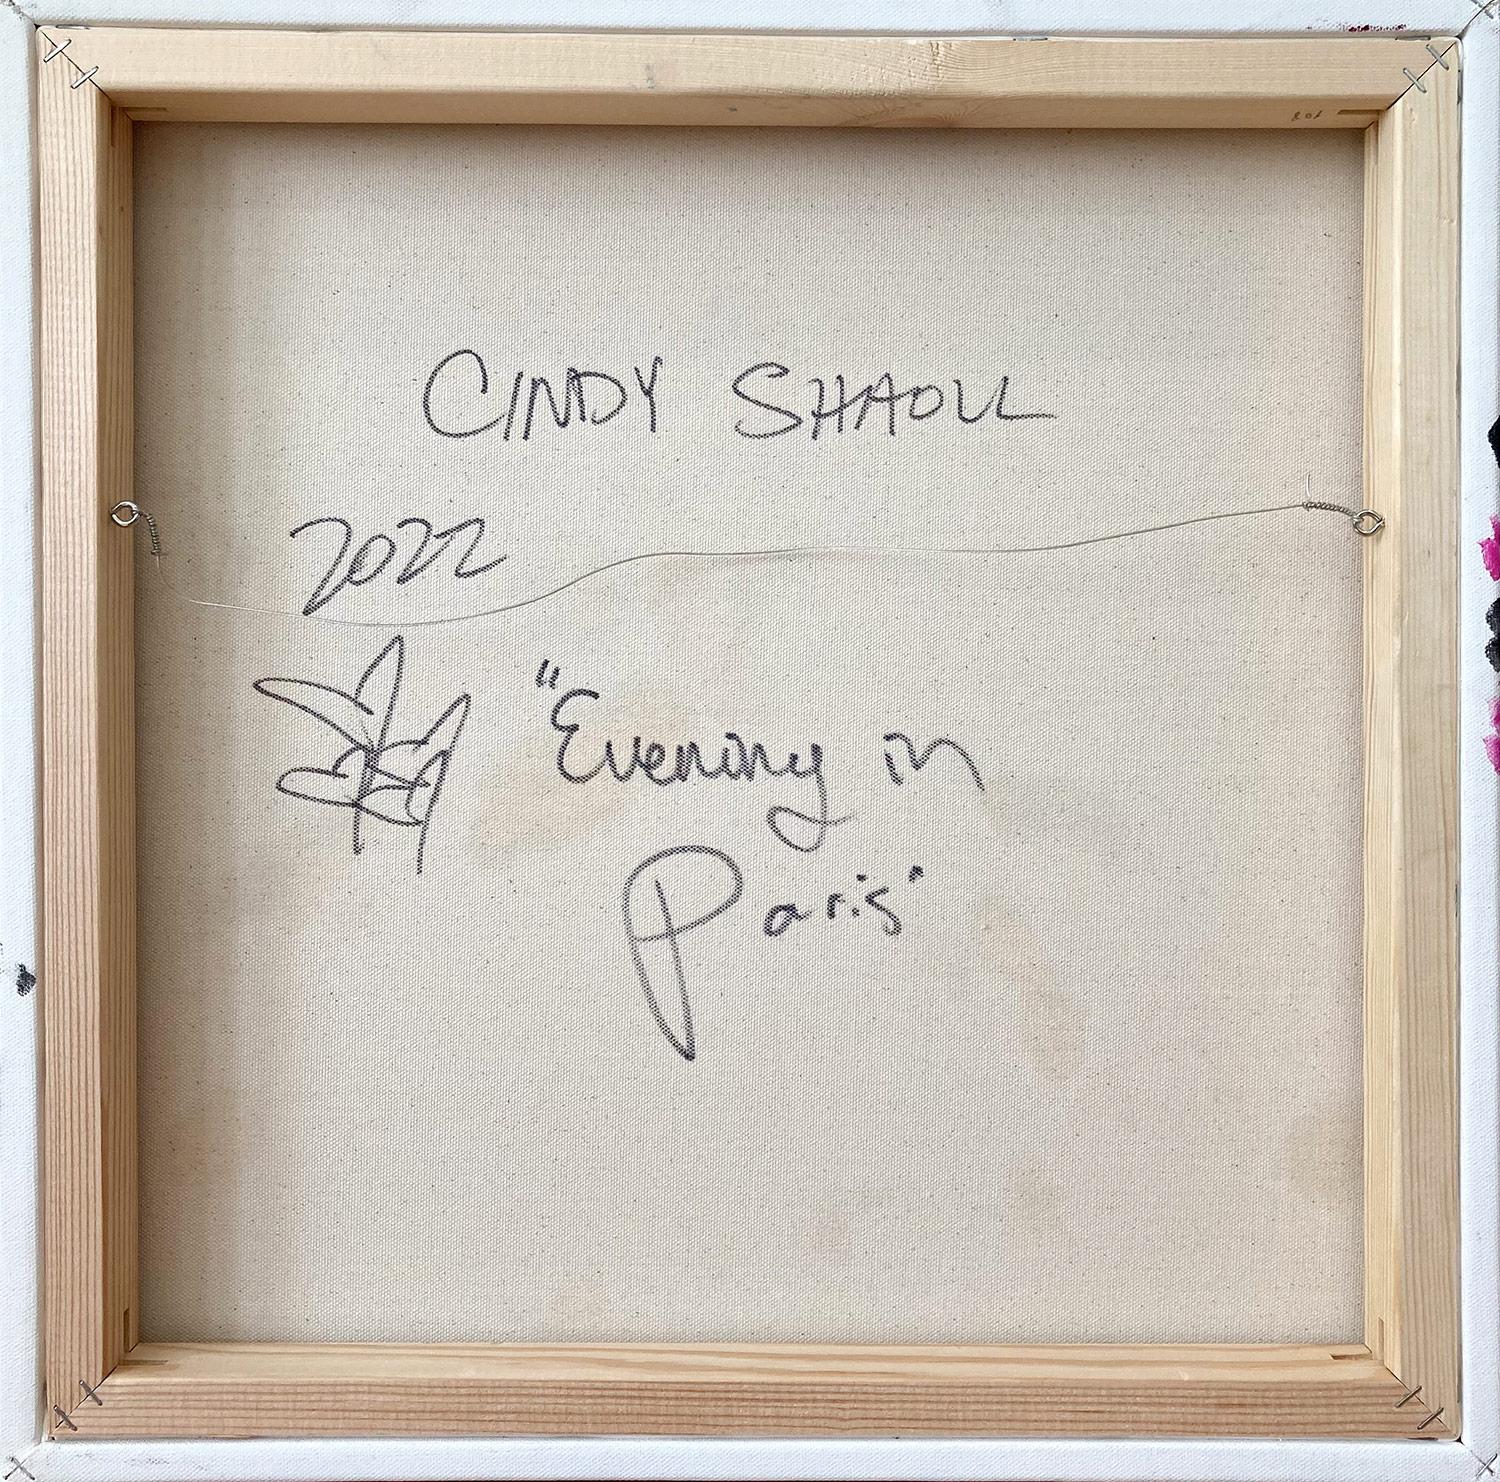 CINDY SHAOUL
2022
"Evening in
Paris"